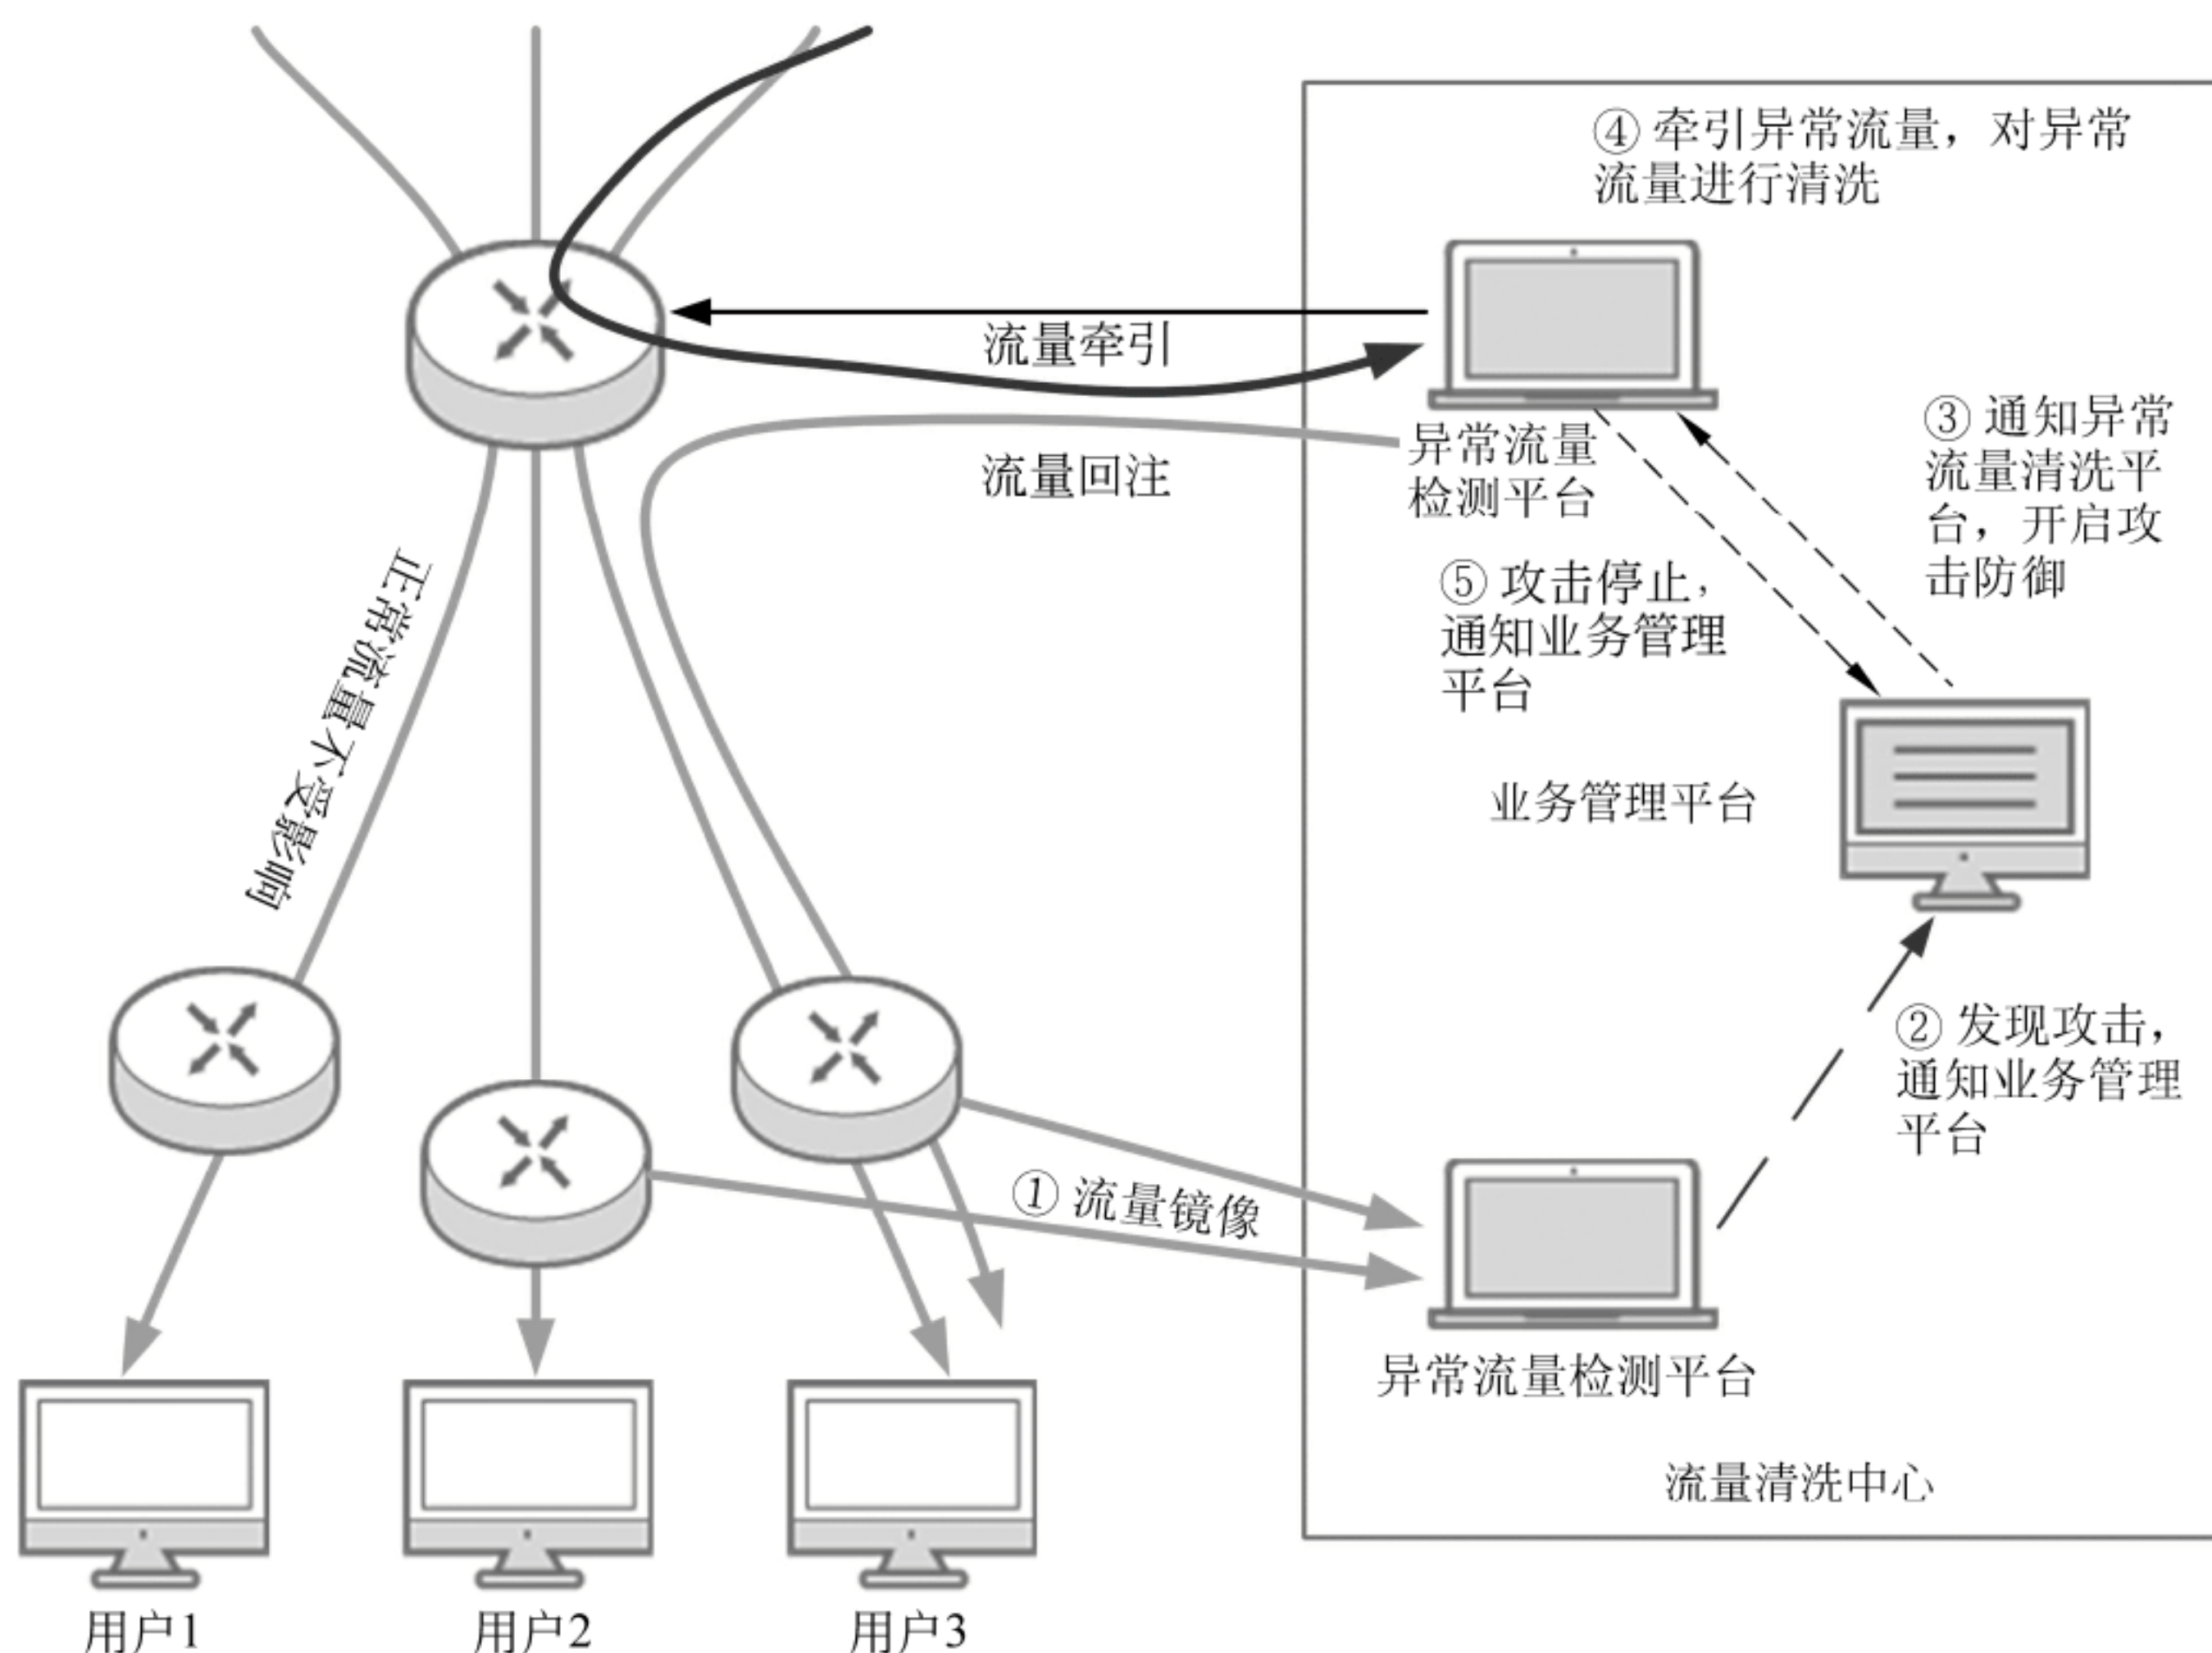 ④ 牵引异常流量，对异常
流量进行清洗
流量牵引
流量回注
异常流量
检测平台
③ 通知异常
流量清洗平
台，开启攻
击防御
⑤ 攻击停止，
通知业务管理
平台
正常流量不受影响
业务管理平台
② 发现攻击，
通知业务管理
平台
① 流量镜像
异常流量检测平台
流量清洗中心
用户1
用户2
用户3